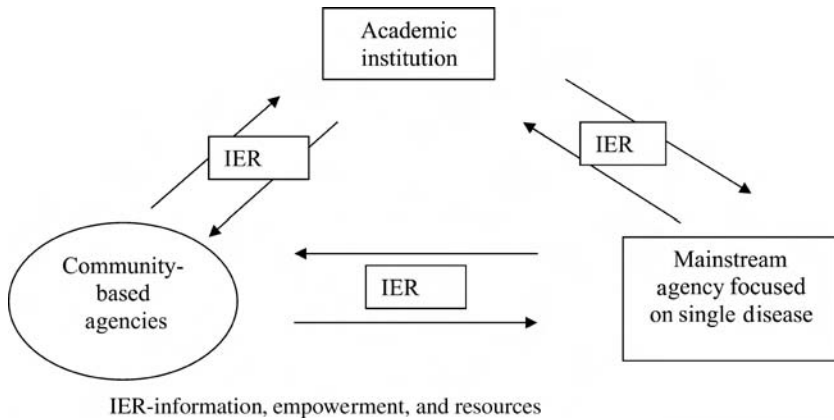 Academic
institution
IER
IER
Community-
based
agencies
IER
Mainstream
agency focused
on single disease
IER-information, empowerment, and resources